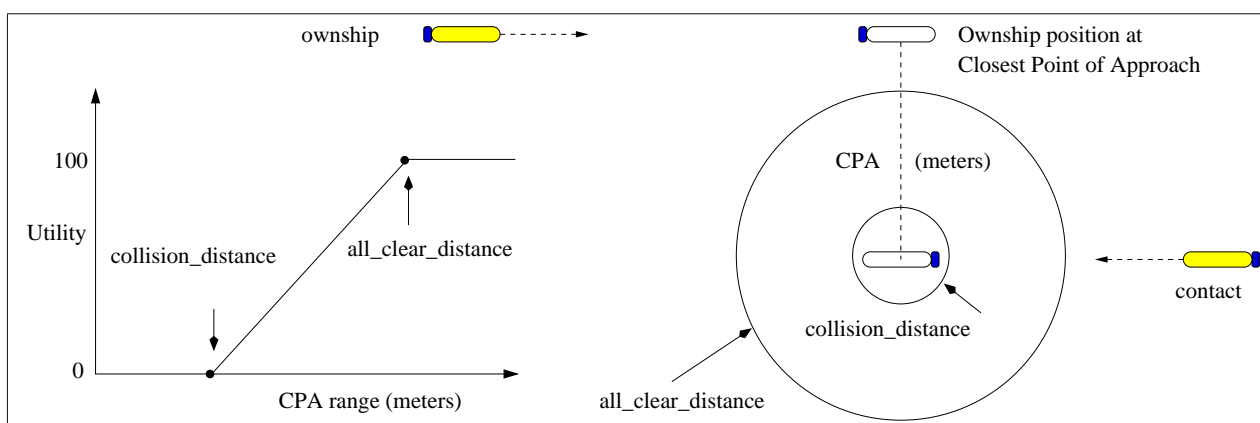 ownship
Ownship position at
Closest Point of Approach
100
Utility
0
collision_distance
all_clear_distance
CPA range (meters)
CPA (meters)
collision_distance
all_clear_distance
contact